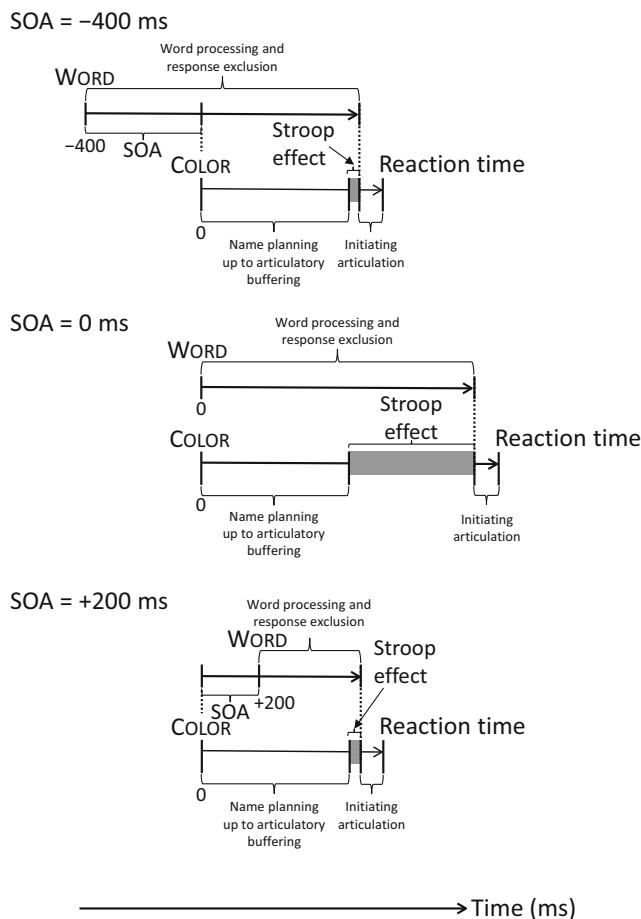 SOA = −400 ms
Word processing and
response exclusion
WORD
−400
SOA
Stroop
effect
COLOR
Reaction time
0
Name planning
up to articulatory
buffering
Initiating
articulation
SOA = 0 ms
Word processing and
response exclusion
WORD
0
Stroop
effect
COLOR
Reaction time
0
Name planning
up to articulatory
buffering
Initiating
articulation
SOA = +200 ms
Word processing and
response exclusion
WORD
Stroop
effect
SOA
+200
COLOR
Reaction time
0
Name planning
up to articulatory
buffering
Initiating
articulation
Time (ms)